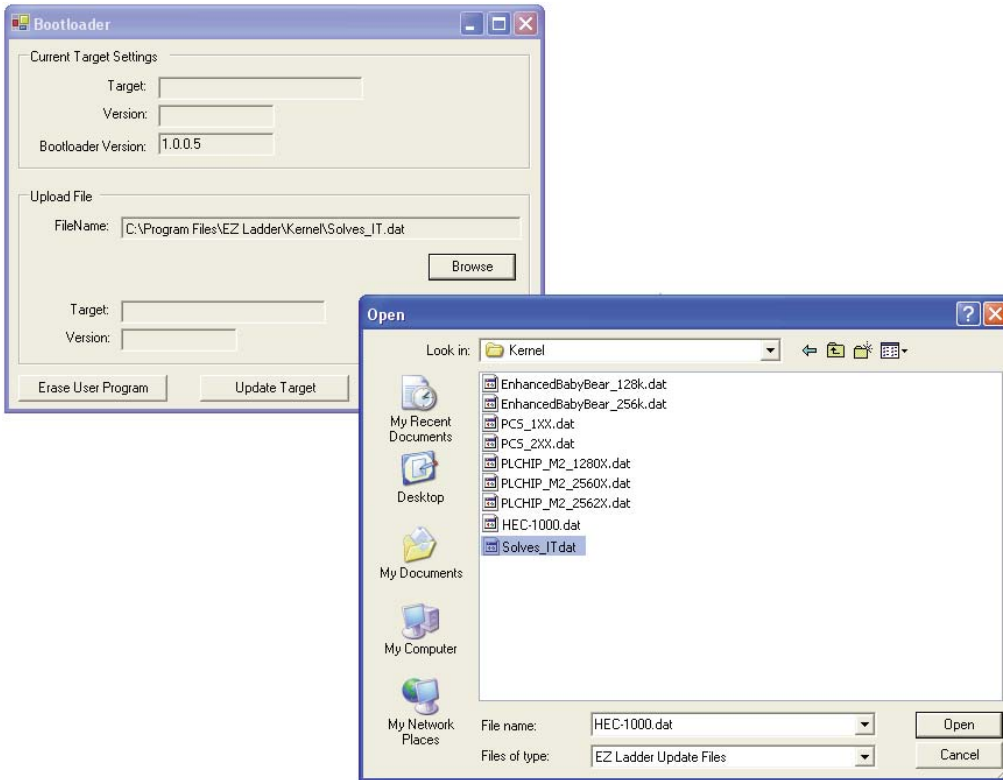 Bootloader
Current Target Settings
Target:
Version:
Bootloader Version: 1.0.0.5
Upload File
FileName: C:\Program Files\EZ Ladder\Kernel\Solves_IT.dat
Browse
Target:
Version:
Erase User Program
Update Target
Open
Look in: Kernel
My Recent
Documents
Desktop
My Documents
My Computer
My Network
Places
EnhancedBabyBear_128k.dat
EnhancedBabyBear_256k.dat
PCS_1XX.dat
PCS_2XX.dat
PLCHIP_M2_1280X.dat
PLCHIP_M2_2560X.dat
PLCHIP_M2_2562X.dat
HEC-1000.dat
Solves_ITdat
File name: HEC-1000.dat
Open
Files of type: EZ Ladder Update Files
Cancel